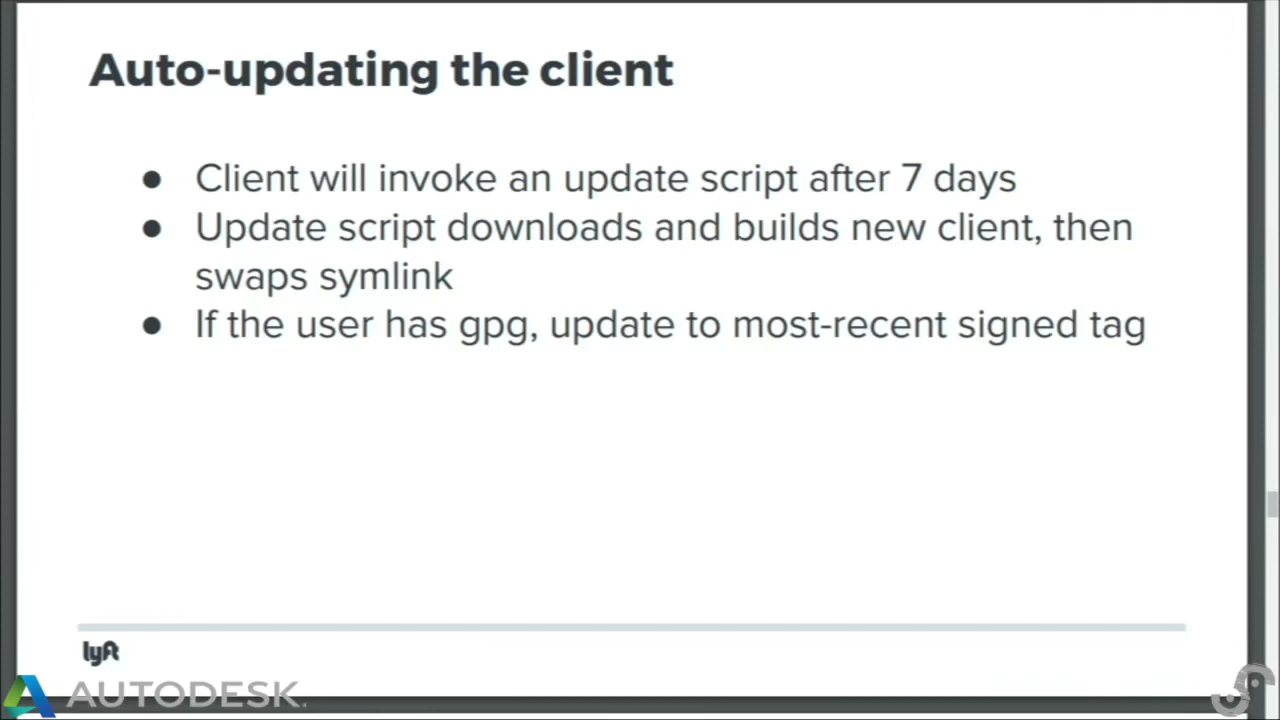 Auto-updating the client
● Client will invoke an update script after 7 days
● Update script downloads and builds new client, then
swaps symlink
● If the user has gpg, update to most-recent signed tag
lyft
AUTODESK.